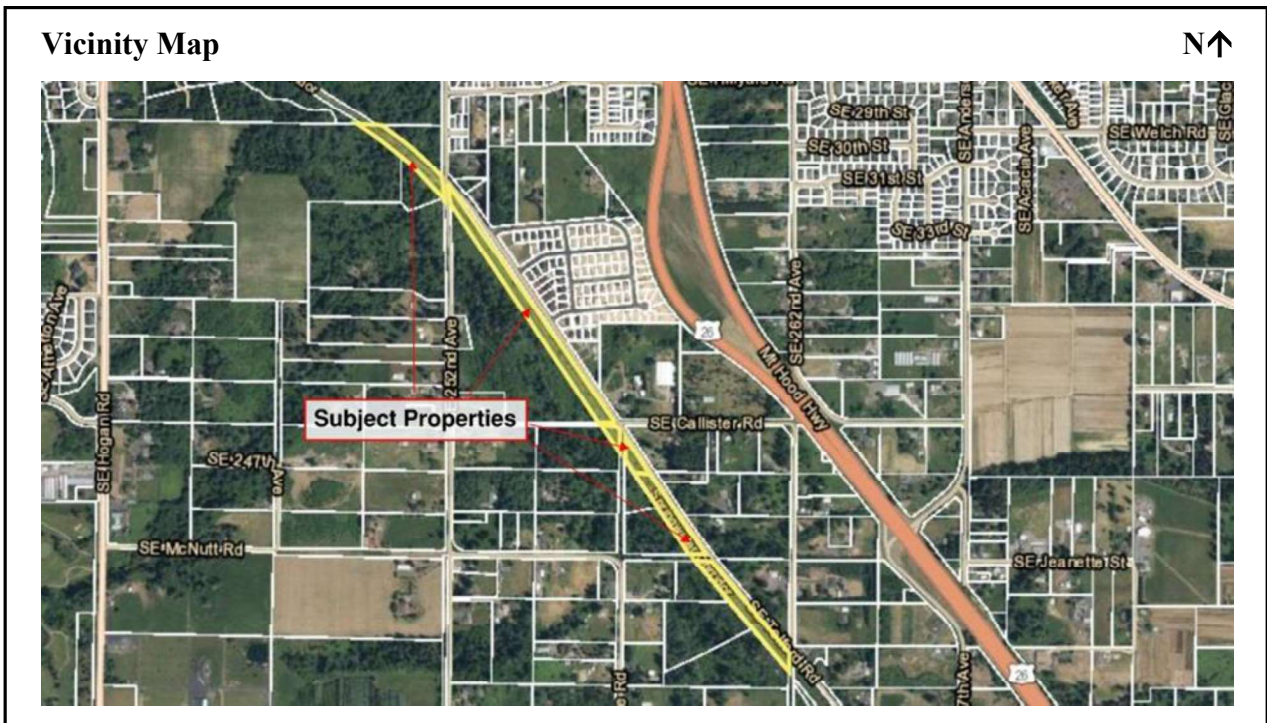 Vicinity Map
N↑
SE 29th St
SE Welch Rd
SE 30th St
SE 31st St
SE Acacia Ave
SE 33rd St
SE 262nd Ave
26
Mt Hood Hwy
252nd Ave
Subject Properties
SE Callister Rd
SE Hogan Rd
SE 247th Ave
SE McNutt Rd
SE Jeanette St
26